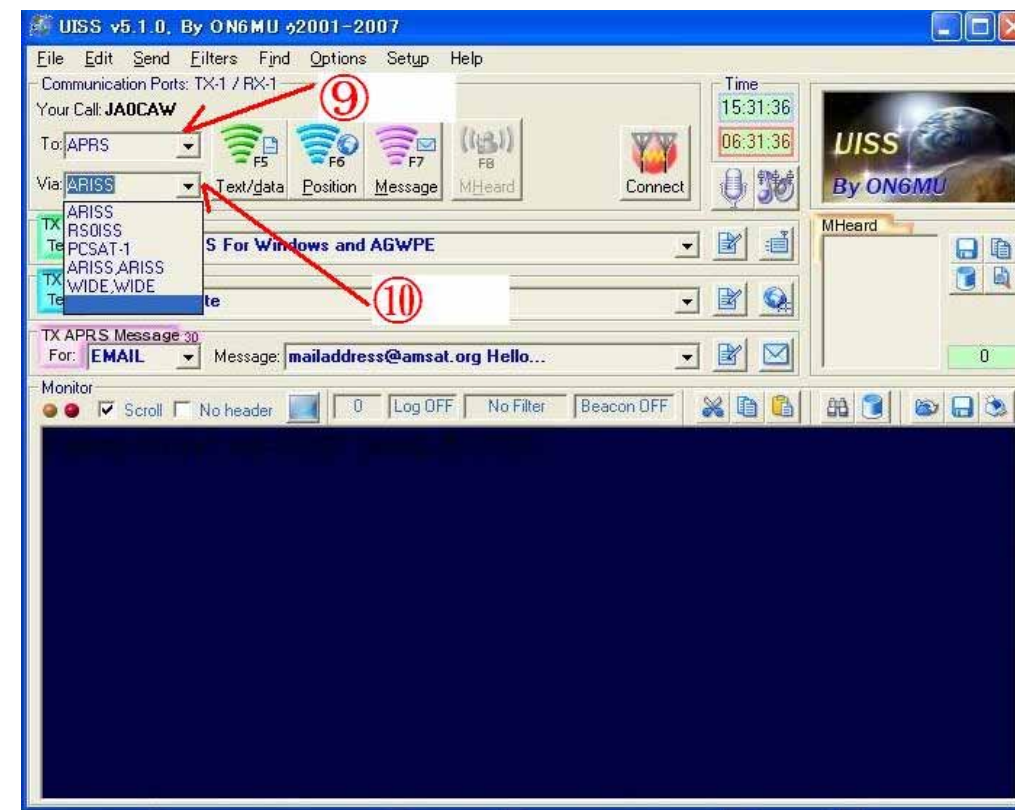 UISS v5.1.0, By ON6MU 2001-2007
File Edit Send Filters Find Options Setup Help
Communication Ports: TX-1 / RX-1
⑨
Time
Your Call: JA0CAW
15:31:36
To: APRS
06:31:36
F5 F6 F7 F8
Via: ARISS
Text/data Position Message MHeard Connect
UISS
By ON6MU
ARISS
RS0ISS
PCSAT-1
ARISS,ARISS
WIDE,WIDE
TX
Te
S For Windows and AGWPE
MHeard
TX
Te
te
⑩
TX APRS Message 30
For: EMAIL Message: mailaddress@amsat.org Hello...
0
Monitor
Scroll No header 0 Log OFF No Filter Beacon OFF